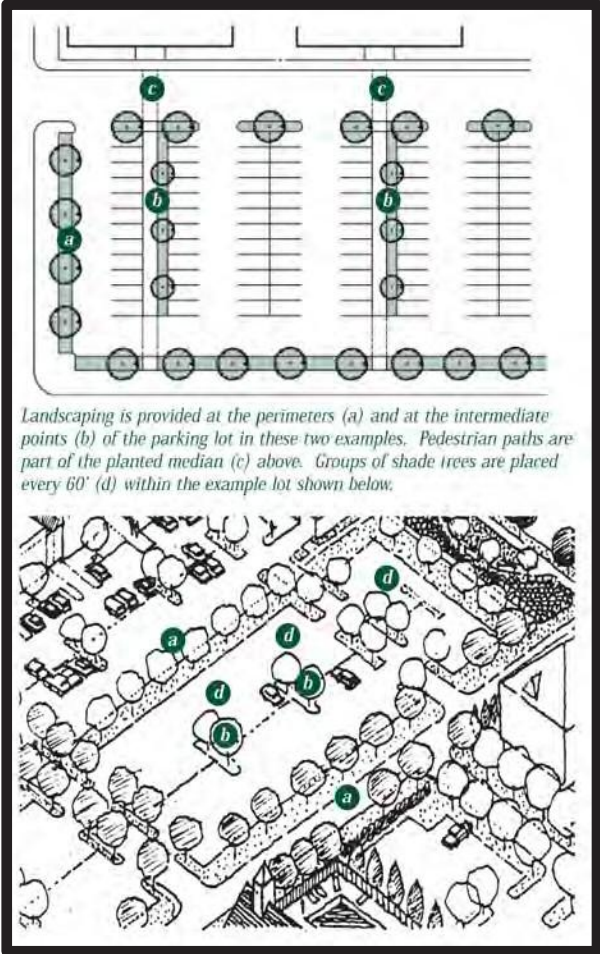 c c
b b
a
Landscaping is provided at the perimeters (a) and at the intermediate
points (b) of the parking lot in these two examples. Pedestrian paths are
part of the planted median (c) above. Groups of shade trees are placed
every 60' (d) within the example lot shown below.
d
a d
d b
b
a